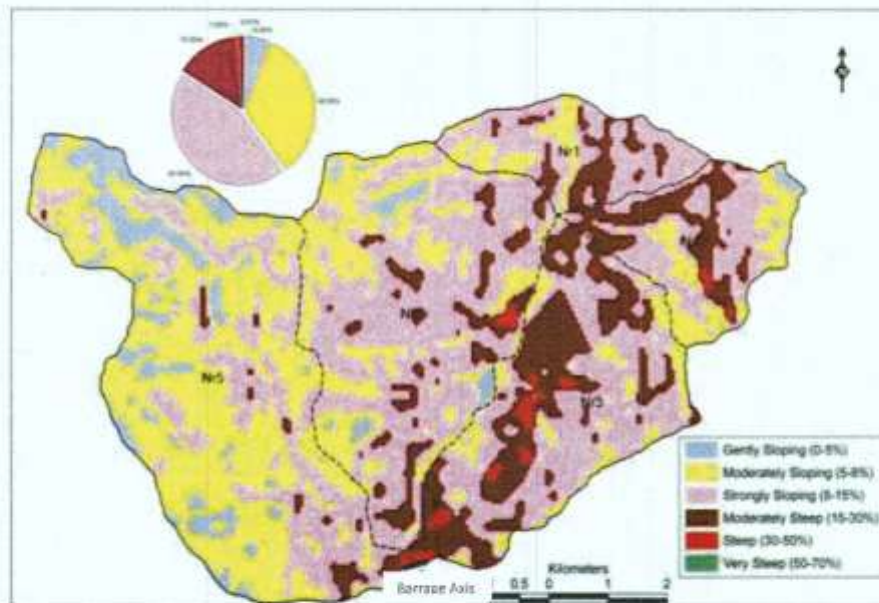 Nr1
Nr5
Nr3
Gently Sloping (0-5%)
Moderately Sloping (5-8%)
Strongly Sloping (8-15%)
Moderately Steep (15-30%)
Steep (30-50%)
Very Steep (50-70%)
Kilometers
0.5 0 1 2
Barrage Axis